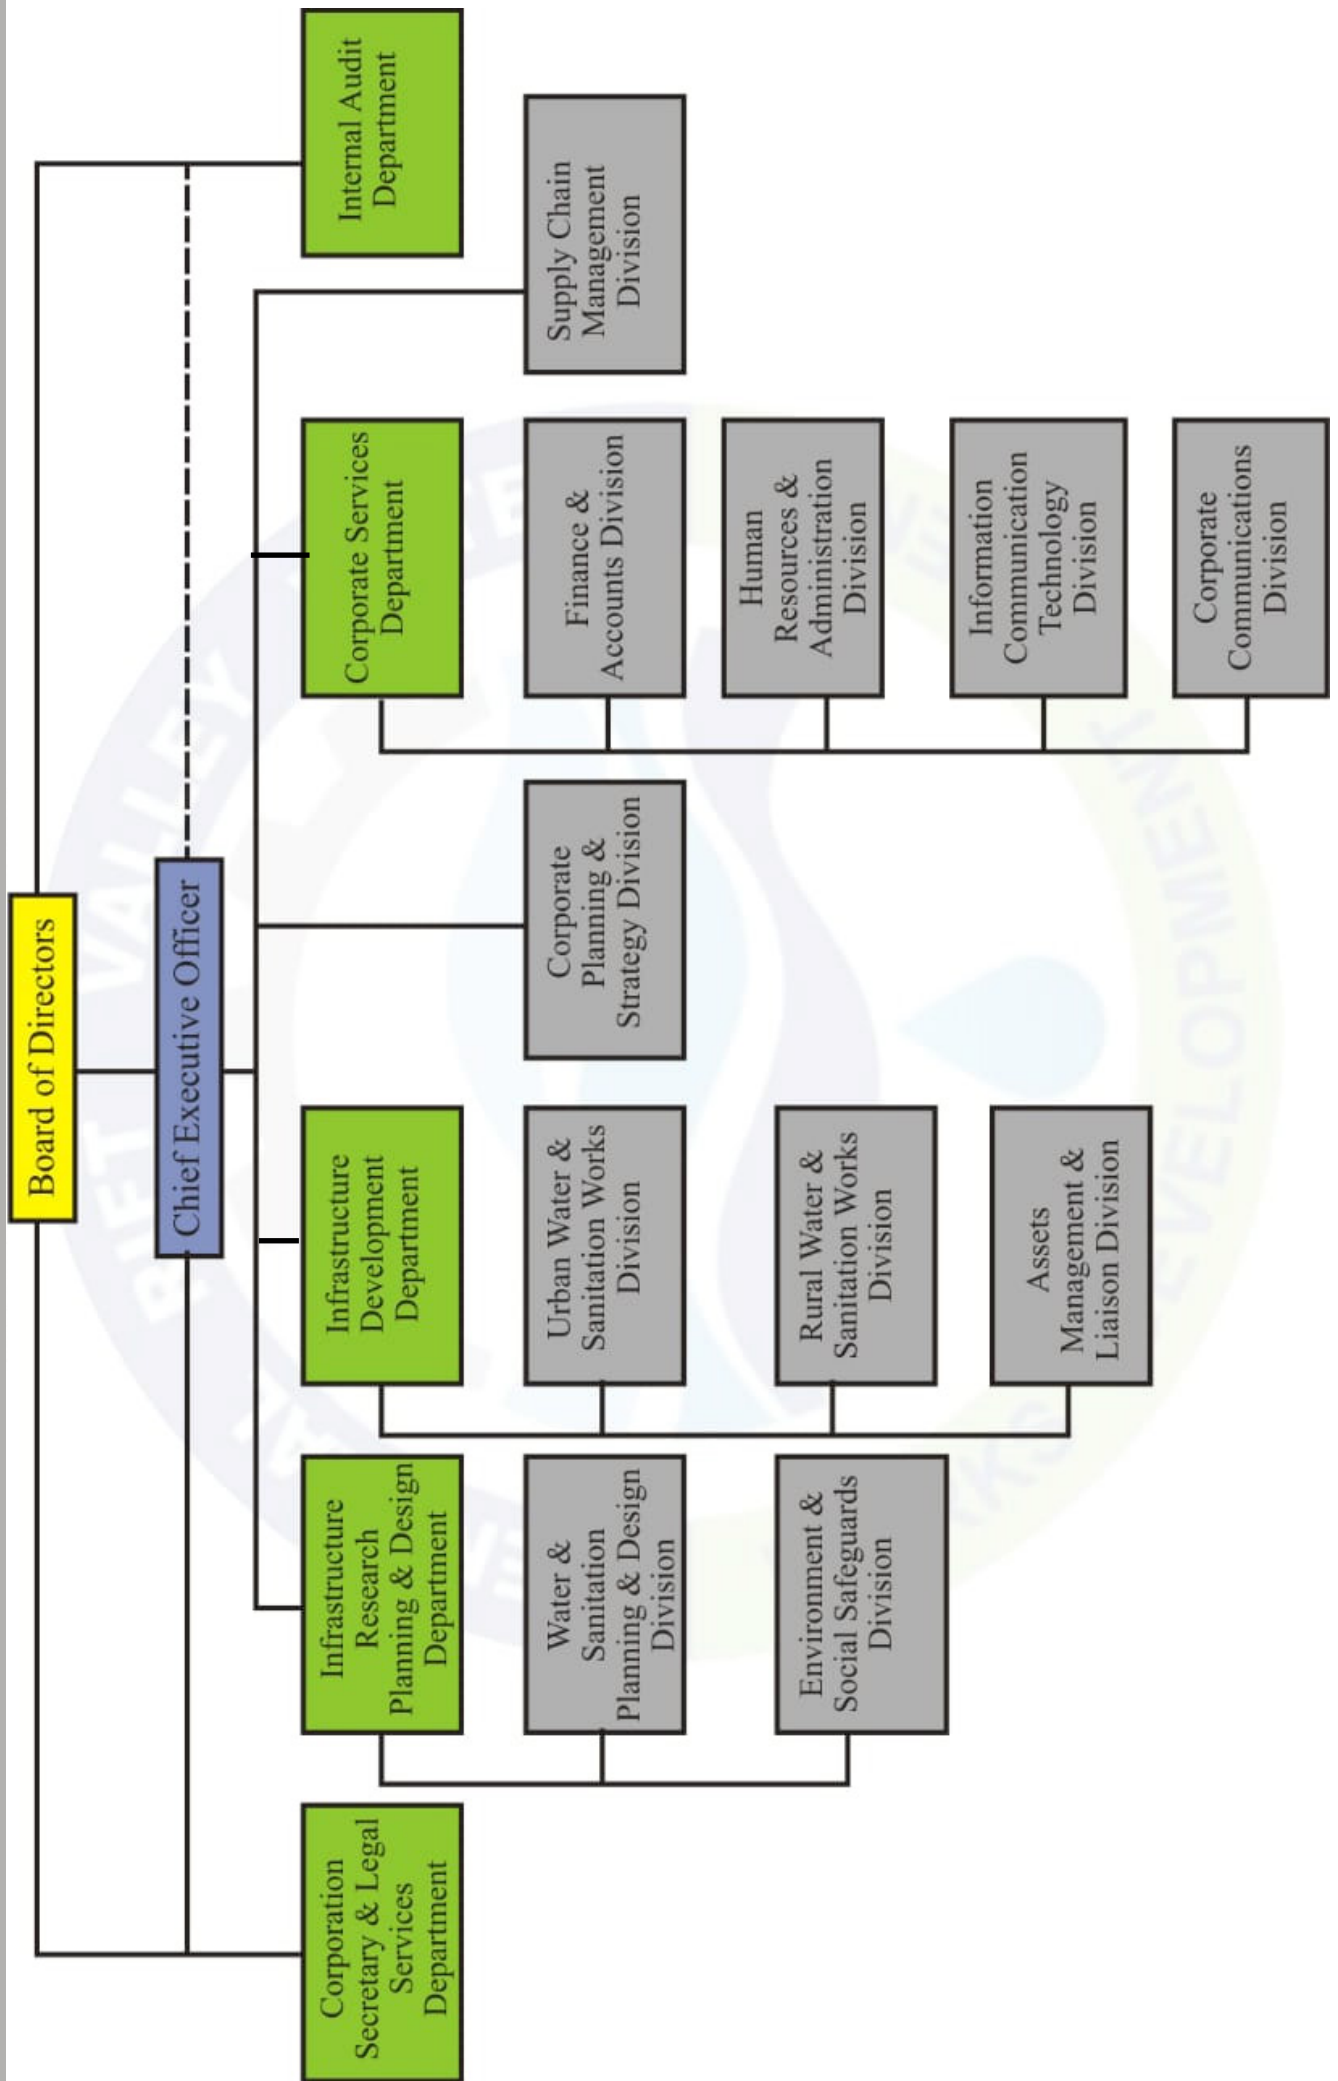 Board of Directors
Chief Executive Officer
Corporation
Secretary & Legal
Services
Department
Infrastructure
Research
Planning & Design
Department
Infrastructure
Development
Department
Corporate Services
Department
Internal Audit
Department
Water &
Sanitation
Planning & Design
Division
Urban Water &
Sanitation Works
Division
Corporate
Planning &
Strategy Division
Finance &
Accounts Division
Supply Chain
Management
Division
Environment &
Social Safeguards
Division
Rural Water &
Sanitation Works
Division
Human
Resources &
Administration
Division
Assets
Management &
Liaison Division
Information
Communication
Technology
Division
Corporate
Communications
Division
RIFT VALLEY
DEVELOPMENT